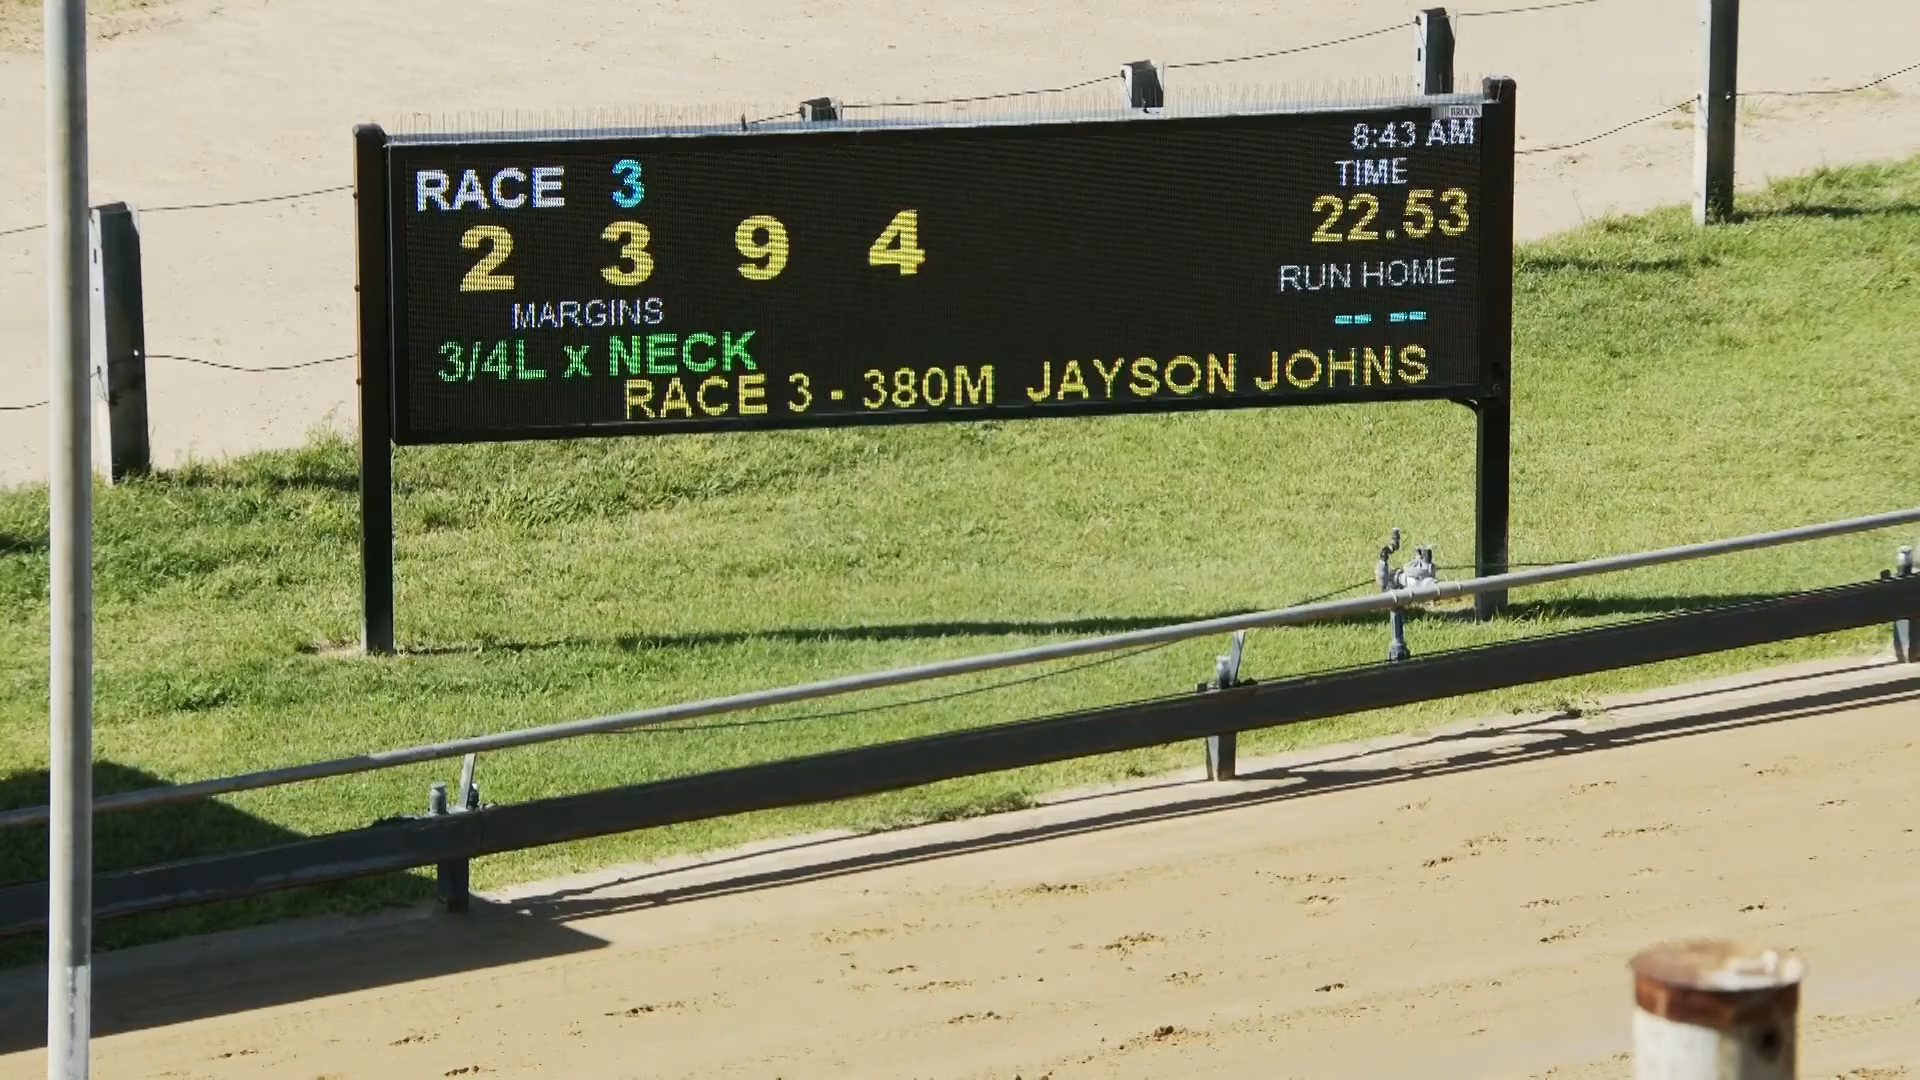 BROOK
8:43 AM
RACE 3
TIME
22.53
2 3 9 4
RUN HOME
-- --
MARGINS
3/4L x NECK
RACE 3 - 380M JAYSON JOHNS